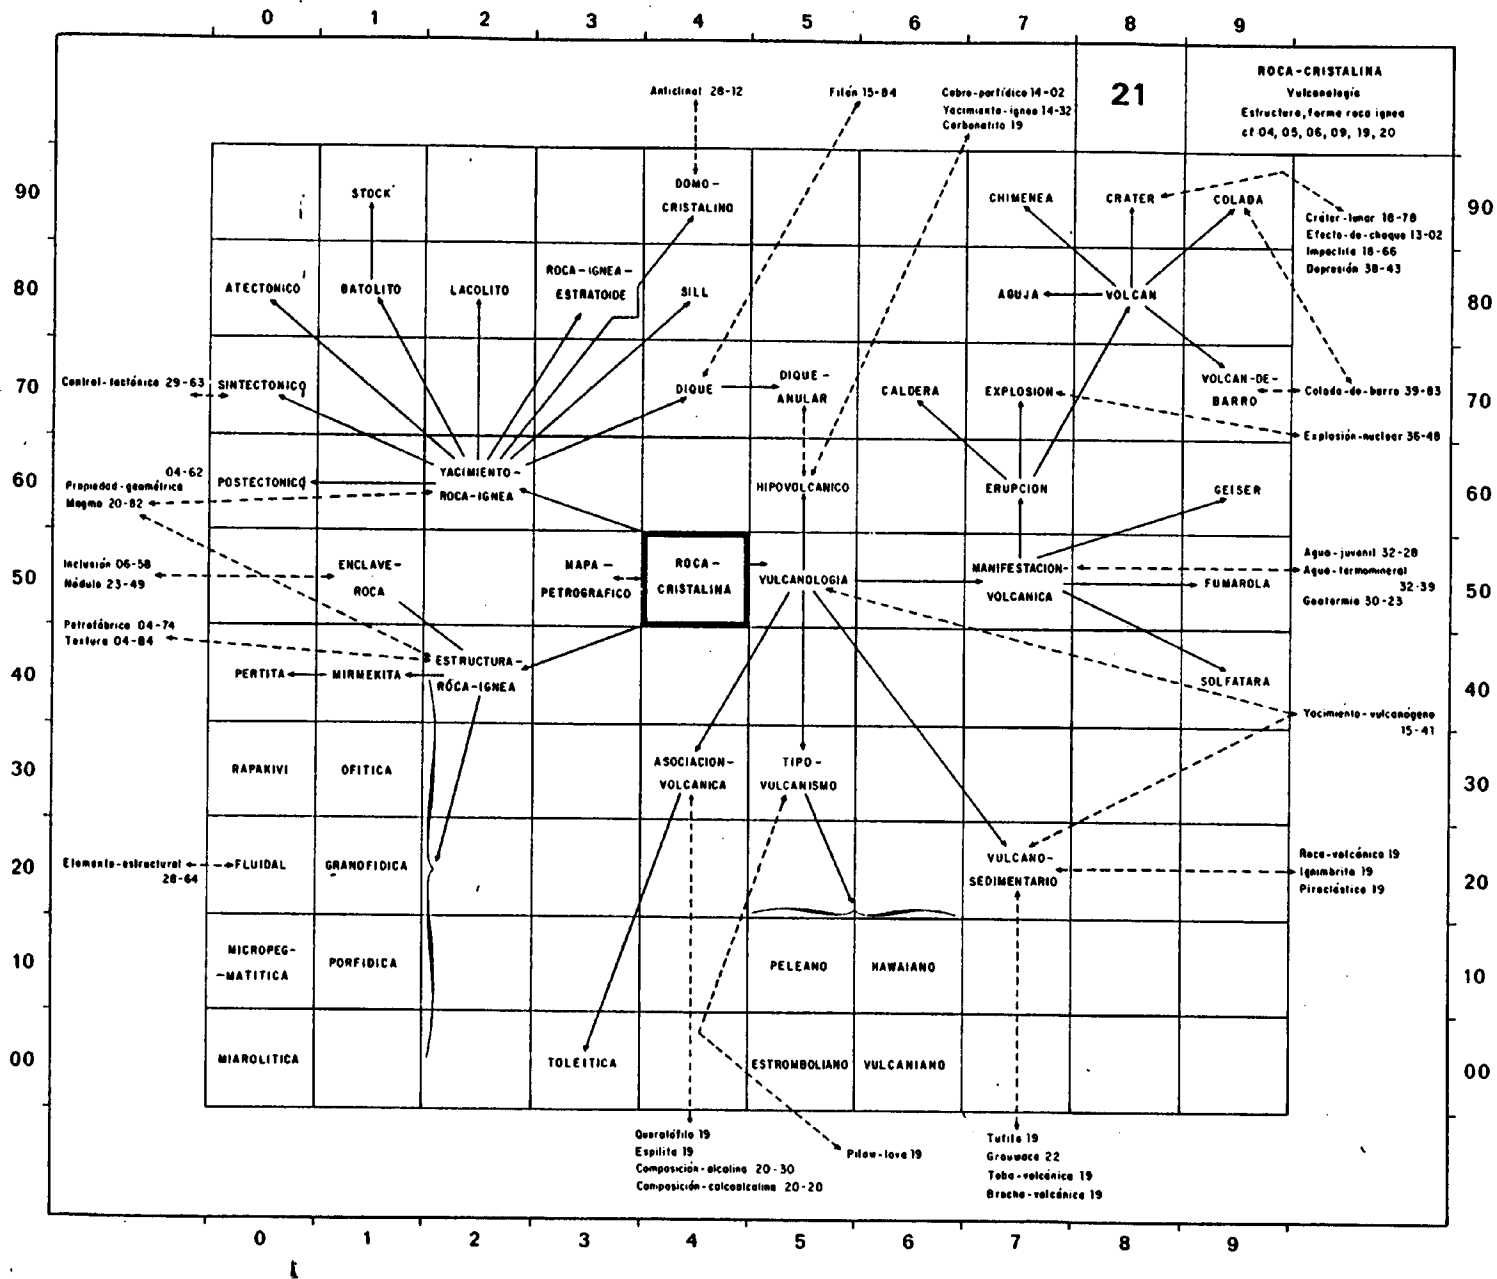 0 1 2 3 4 5 6 7 8 9
21
ROCA-CRISTALINA
Vulcanología
Estructura, forma roca ignea
cf 04, 05, 06, 09, 19, 20
Anticlinal 28-12
Filón 15-84
Cobre-porfídico 14-02
Yacimiento-igneo 14-32
Carbonatita 19
90
STOCK
DOMO-
CRISTALINO
CHIMENEA
CRATER
COLADA
90
Cráter-lunar 18-78
Efecto-de-choque 13-02
Impactita 18-66
Depresión 38-43
80
ATECTONICO
BATOLITO
LACOLITO
ROCA-IGNEA-
ESTRATOIDE
SILL
AGUJA
VOLCAN
80
Control-tectónico 29-63
70
SINTECTONICO
DIQUE
DIQUE-
ANULAR
CALDERA
EXPLOSION
VOLCAN-DE-
BARRO
Colada-de-barro 39-83
70
Explosión-nuclear 36-48
04-62
Propiedad-geométrica
Magma 20-82
60
POSTECTONICO
YACIMIENTO-
ROCA-IGNEA
HIPOVOLCANICO
ERUPCION
GEISER
60
Inclusión 06-58
Nódulo 23-49
50
ENCLAVE-
ROCA
MAPA-
PETROGRAFICO
ROCA-
CRISTALINA
VULCANOLOGIA
MANIFESTACION-
VOLCANICA
FUMAROLA
Agua-juvenil 32-28
Agua-termomineral
32-39
Geotermia 30-23
50
Petrofábrica 04-74
Textura 04-84
40
PERTITA
MIRMEKITA
ESTRUCTURA-
ROCA-IGNEA
SOLFATARA
40
Yacimiento-vulcanógeno
15-41
30
RAPAKIVI
OFITICA
ASOCIACION-
VOLCANICA
TIPO-
VULCANISMO
30
Elemento-estructural
28-64
20
FLUIDAL
GRANOFIDICA
VULCANO-
SEDIMENTARIO
Roca-volcánica 19
Ignimbrita 19
Piroclástico 19
20
10
MICROPEG-
-MATITICA
PORFIDICA
PELEANO
HAWAIANO
10
00
MIAROLITICA
TOLEITICA
ESTROMBOLIANO
VULCANIANO
00
Queratófilo 19
Espilita 19
Composición-alcalina 20-30
Composición-calcoalcalina 20-20
Pilow-lava 19
Tufita 19
Grauwaca 22
Toba-volcánica 19
Brecha-volcánica 19
0 1 2 3 4 5 6 7 8 9